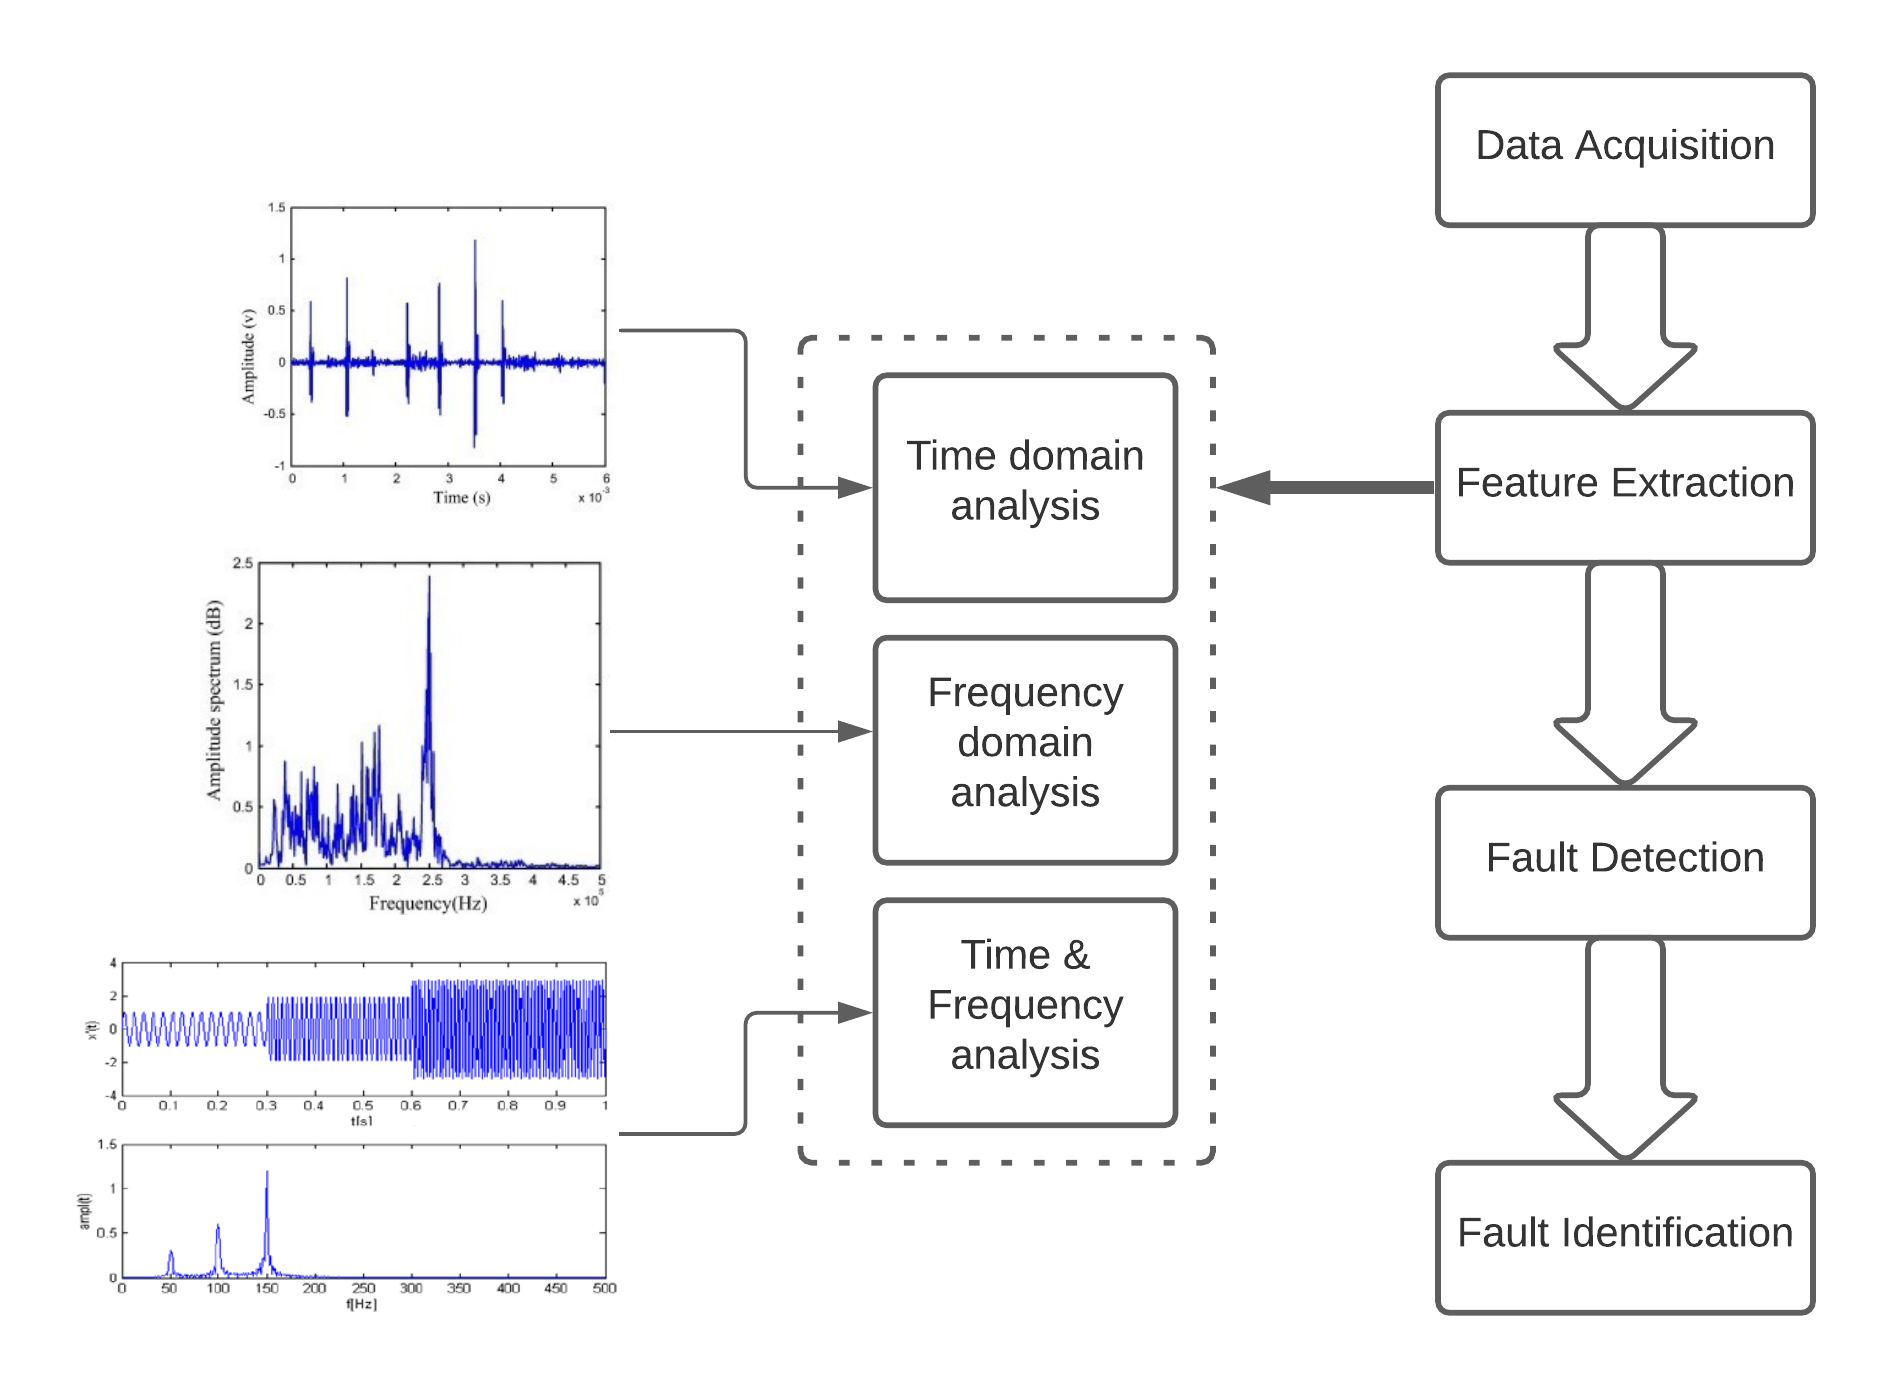 Data Acquisition
Feature Extraction
Fault Detection
Fault Identification
Time domain
analysis
Frequency
domain
analysis
Time &
Frequency
analysis
1.5
1
0.5
0
-0.5
-1
Amplitude (v)
0 1 2 3 4 5 6
Time (s)
x 10⁻³
2.5
2
1.5
1
0.5
0
Amplitude spectrum (dB)
0 0.5 1 1.5 2 2.5 3 3.5 4 4.5 5
Frequency(Hz)
x 10⁵
4
2
0
-2
-4
x'(t)
0 0.1 0.2 0.3 0.4 0.5 0.6 0.7 0.8 0.9 1
t[s]
1.5
1
0.5
0
ampl(t)
0 50 100 150 200 250 300 350 400 450 500
f[Hz]